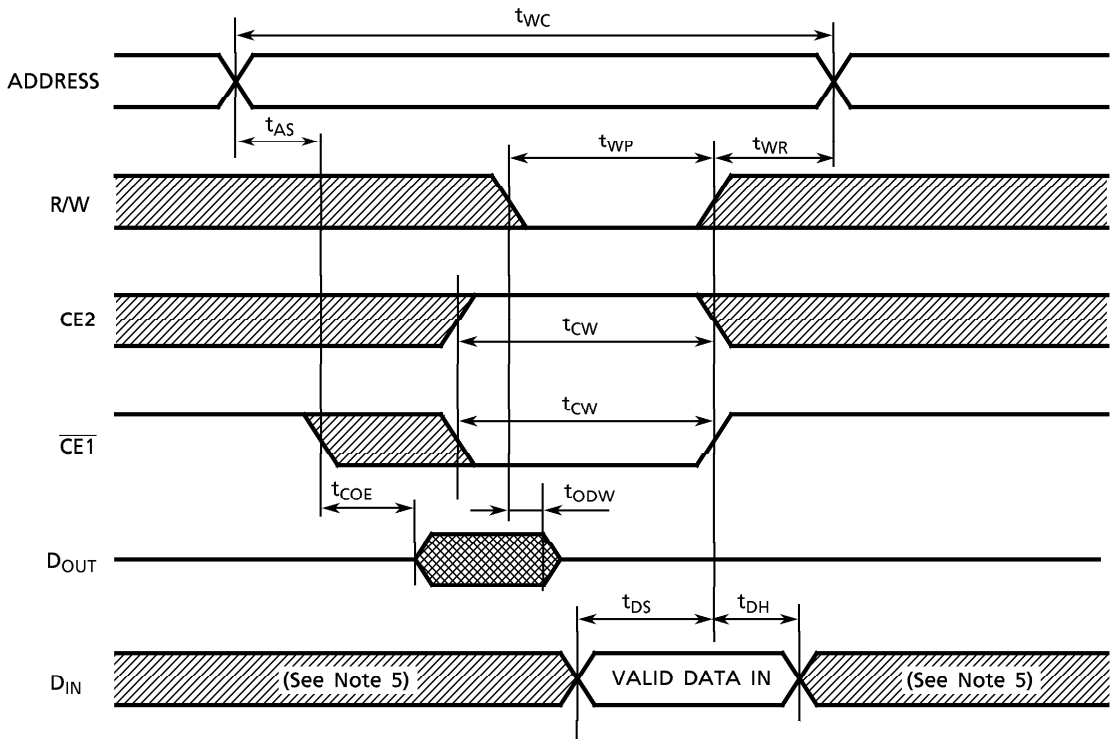 tWC
ADDRESS
tAS
tWP
tWR
R/W
CE2
tCW
tCW
CE1
tCOE
tODW
DOUT
tDS
tDH
DIN
(See Note 5)
VALID DATA IN
(See Note 5)